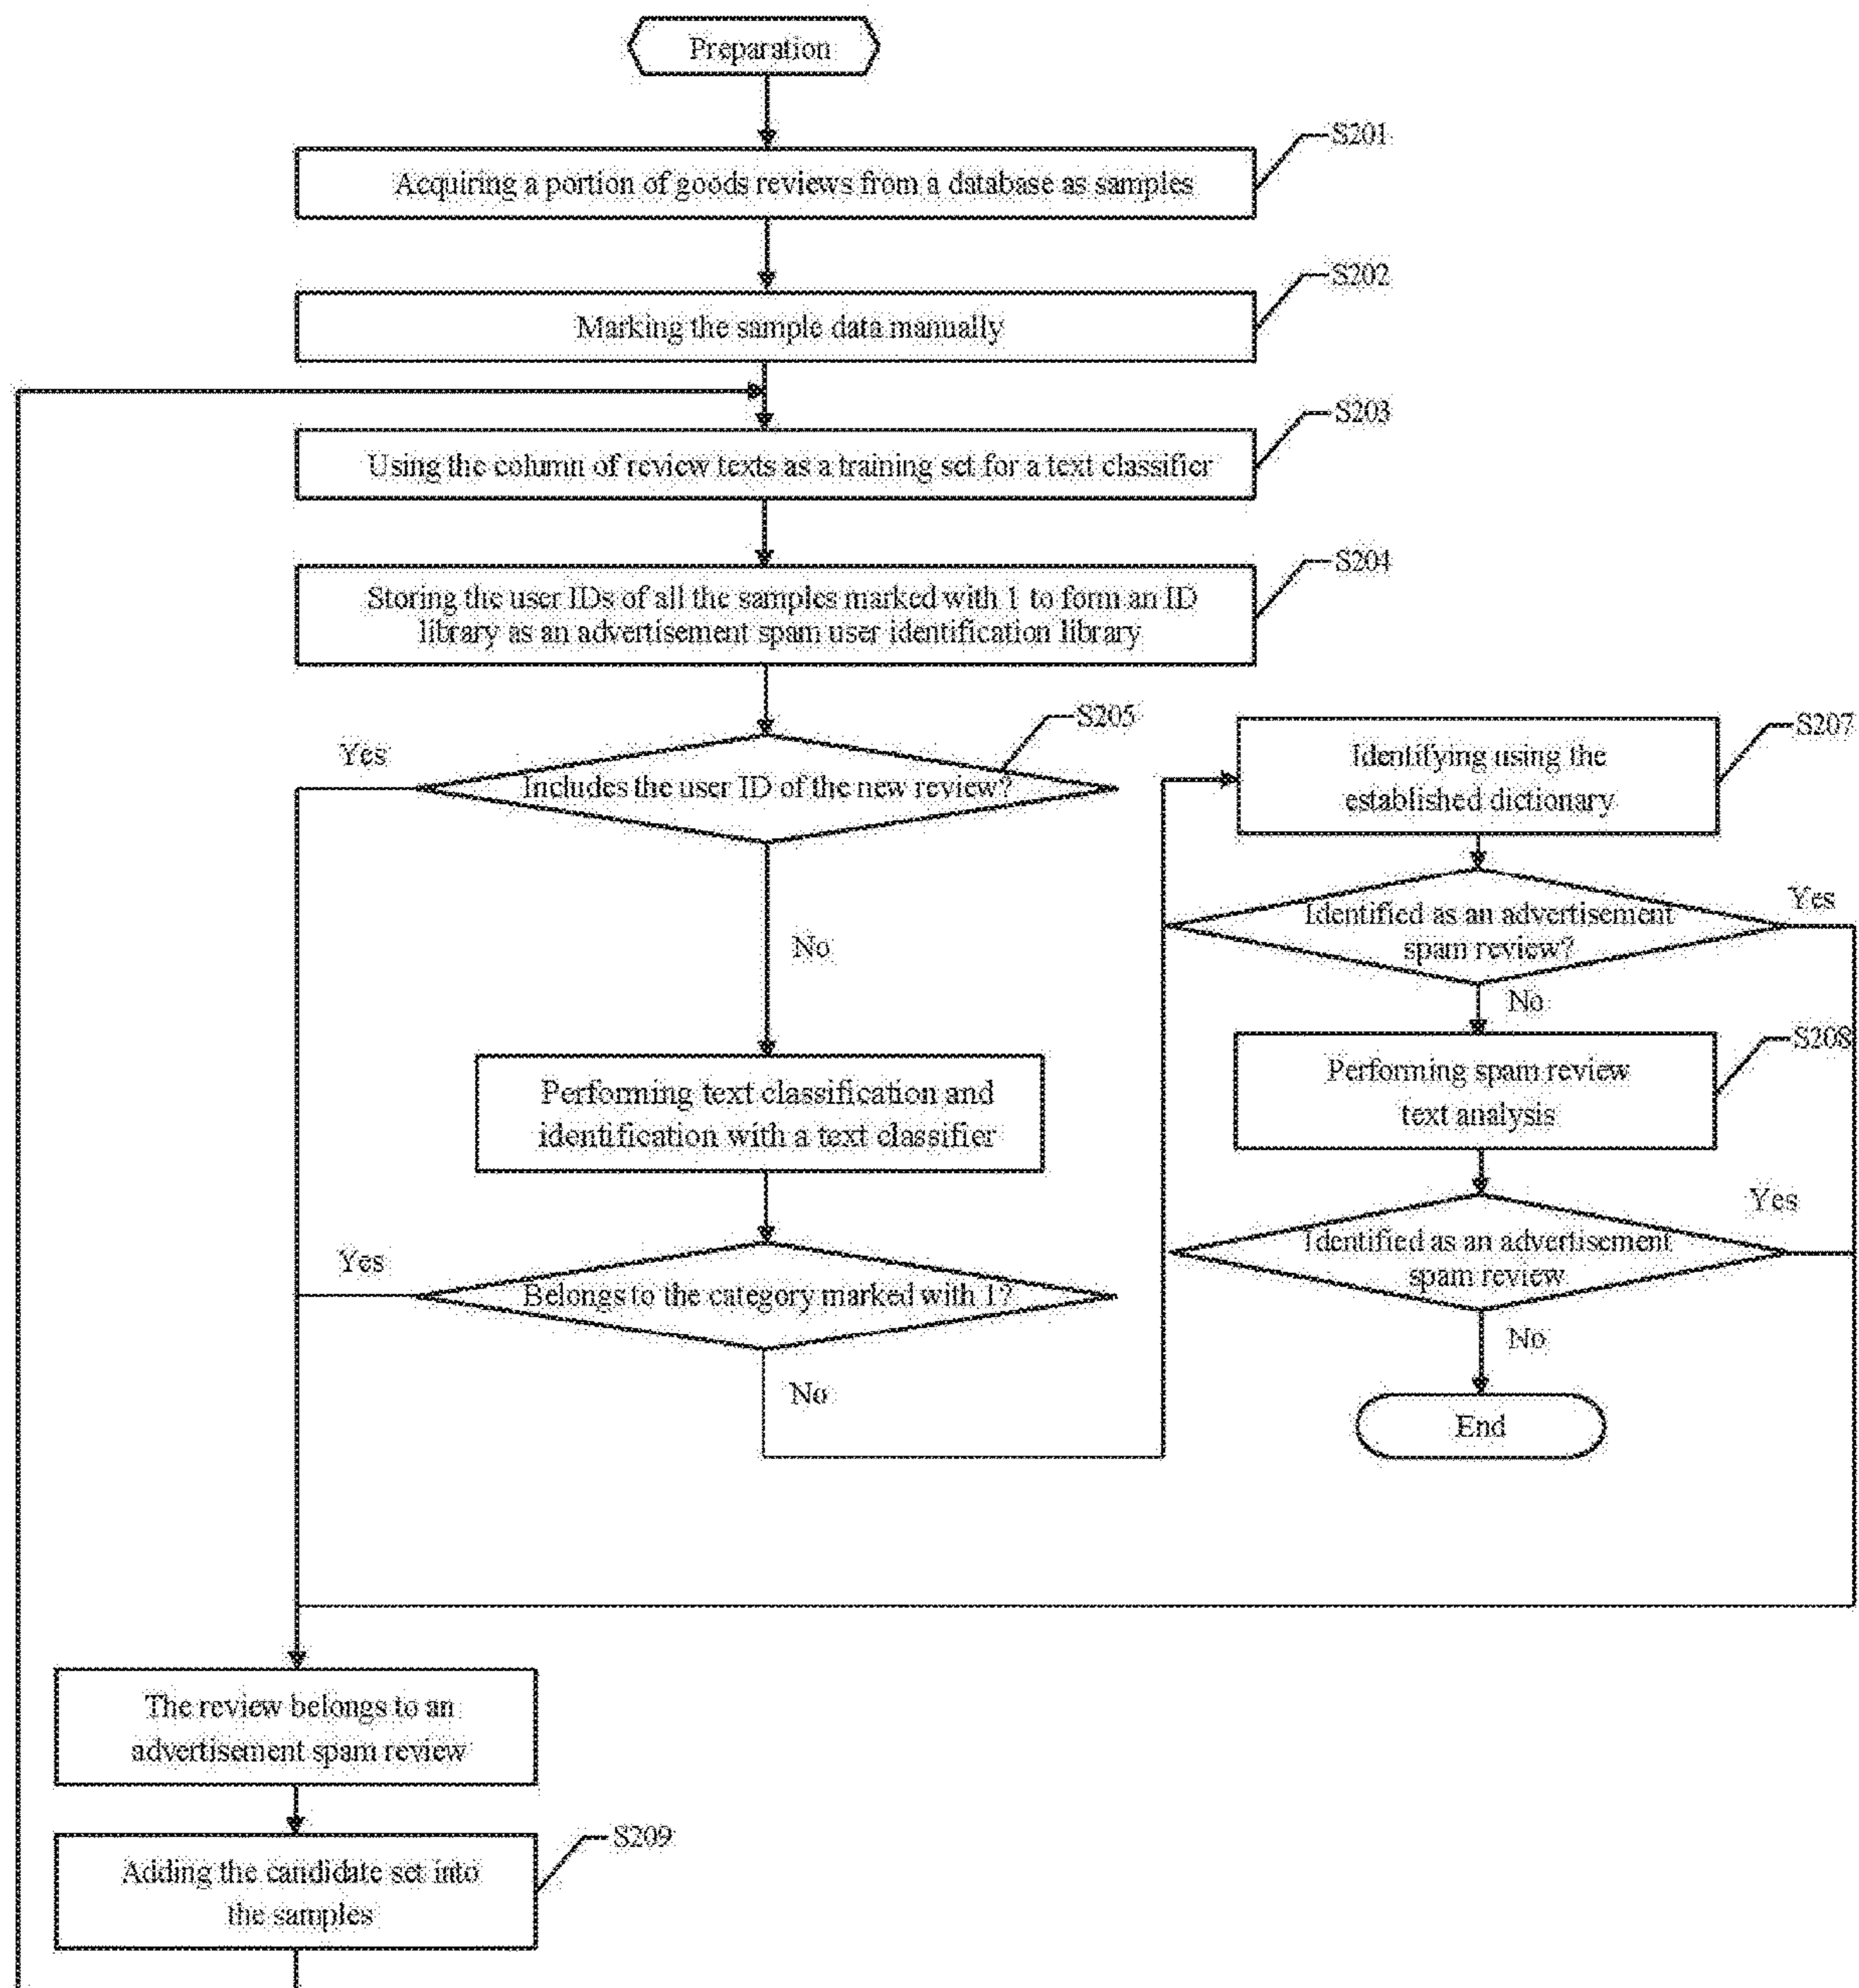 Preparation
S201
Acquiring a portion of goods reviews from a database as samples
S202
Marking the sample data manually
S203
Using the column of review texts as a training set for a text classifier
S204
Storing the user IDs of all the samples marked with 1 to form an ID
library as an advertisement spam user identification library
S205
Yes
Includes the user ID of the new review?
No
Performing text classification and
identification with a text classifier
Yes
Belongs to the category marked with 1?
No
S207
Identifying using the
established dictionary
Yes
Identified as an advertisement
spam review?
No
S208
Performing spam review
text analysis
Yes
Identified as an advertisement
spam review
No
End
The review belongs to an
advertisement spam review
S209
Adding the candidate set into
the samples